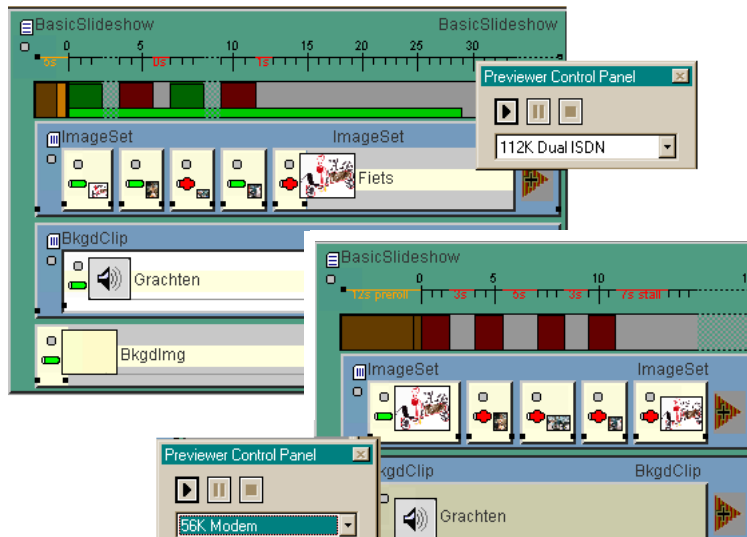 BasicSlideshow BasicSlideshow
0 5 10 15 20 25 30
5s 0s 1s
Previewer Control Panel
112K Dual ISDN
ImageSet ImageSet
Fiets
BkgdClip
Grachten
BkgdImg
BasicSlideshow
0 5 10 1
12s preroll 3s 5s 3s 7s stall
ImageSet ImageSet
Previewer Control Panel
56K Modem
kgdClip BkgdClip
Grachten